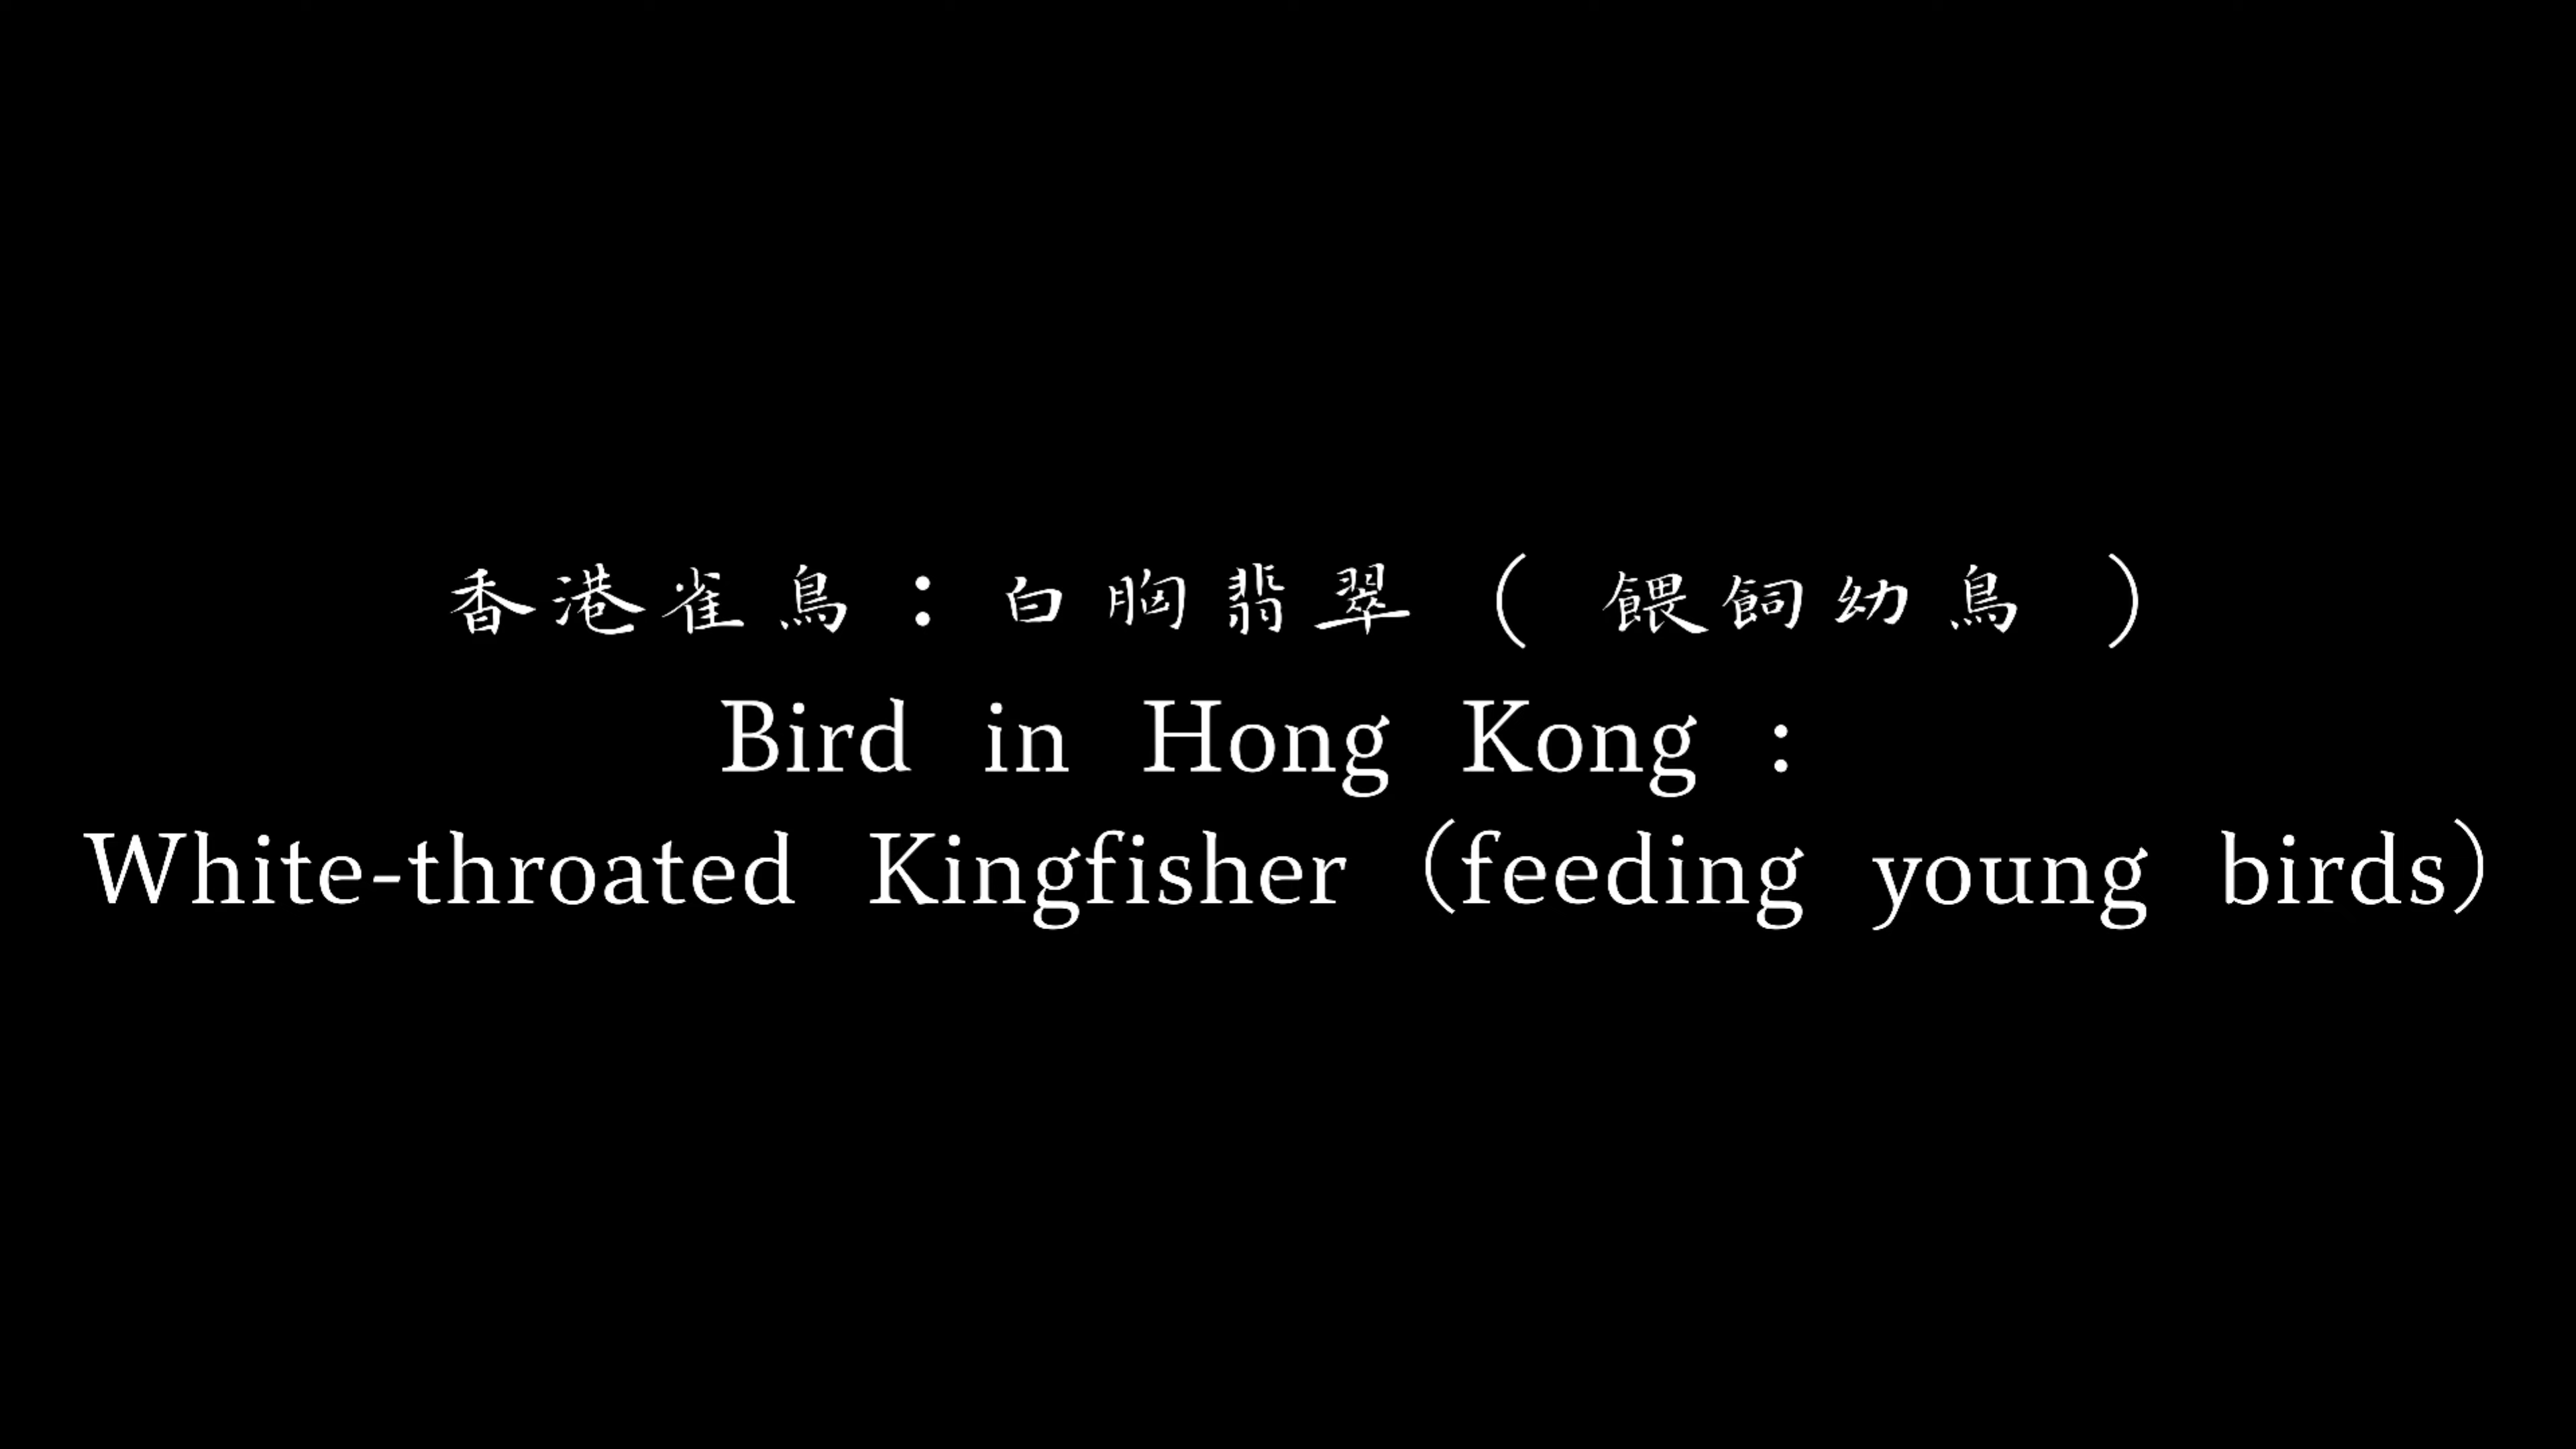 香港雀鳥：白胸翡翠（ 餵飼幼鳥 ）
Bird in Hong Kong :
White-throated Kingfisher (feeding young birds)